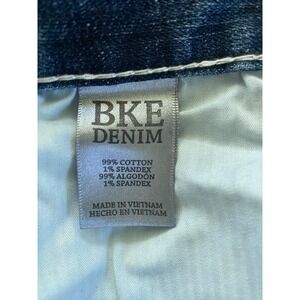 BKE
DENIM
99% COTTON
1% SPANDEX
99% ALGODÓN
1% SPANDEX
MADE IN VIETNAM
HECHO EN VIETNAM